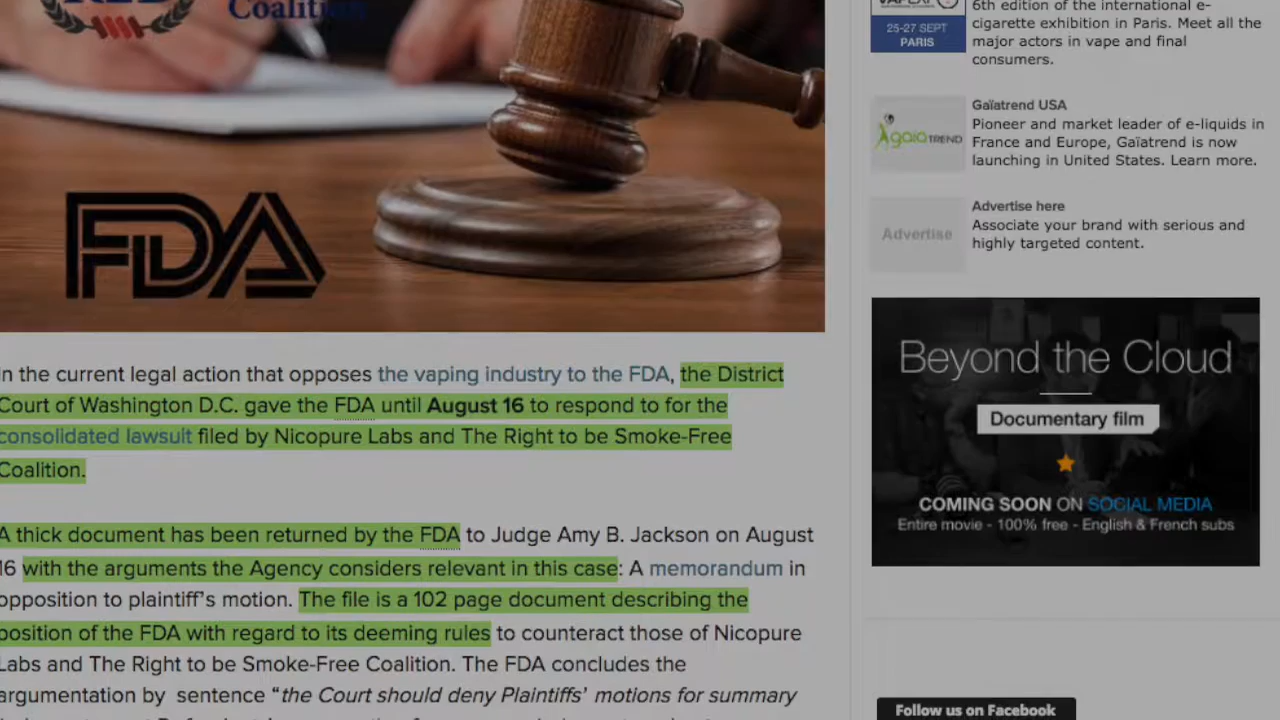 Coalition
FDA
In the current legal action that opposes the vaping industry to the FDA, the District
Court of Washington D.C. gave the FDA until August 16 to respond to for the
consolidated lawsuit filed by Nicopure Labs and The Right to be Smoke-Free
Coalition.
A thick document has been returned by the FDA to Judge Amy B. Jackson on August
16 with the arguments the Agency considers relevant in this case: A memorandum in
opposition to plaintiff's motion. The file is a 102 page document describing the
position of the FDA with regard to its deeming rules to counteract those of Nicopure
Labs and The Right to be Smoke-Free Coalition. The FDA concludes the
argumentation by sentence “the Court should deny Plaintiffs’ motions for summary
25-27 SEPT
PARIS
6th edition of the international e-
cigarette exhibition in Paris. Meet all the
major actors in vape and final
consumers.
gaïaTREND
Gaïatrend USA
Pioneer and market leader of e-liquids in
France and Europe, Gaïatrend is now
launching in United States. Learn more.
Advertise
Advertise here
Associate your brand with serious and
highly targeted content.
Beyond the Cloud
Documentary film
COMING SOON ON SOCIAL MEDIA
Entire movie - 100% free - English & French subs
Follow us on Facebook